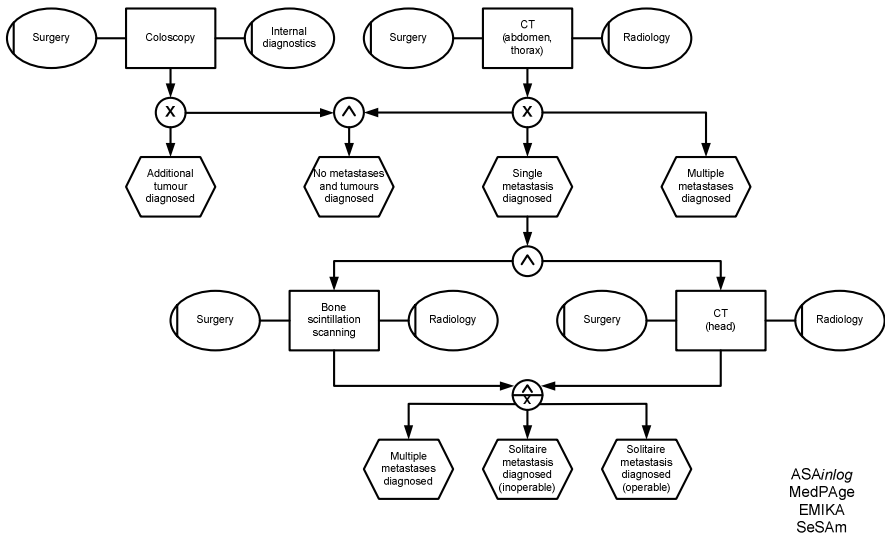 Surgery
Coloscopy
Internal
diagnostics
Surgery
CT
(abdomen,
thorax)
Radiology
X
^
X
Additional
tumour
diagnosed
No metastases
and tumours
diagnosed
Single
metastasis
diagnosed
Multiple
metastases
diagnosed
^
Surgery
Bone
scintillation
scanning
Radiology
Surgery
CT
(head)
Radiology
^
X
Multiple
metastases
diagnosed
Solitaire
metastasis
diagnosed
(inoperable)
Solitaire
metastasis
diagnosed
(operable)
ASAinlog
MedPAge
EMIKA
SeSAm